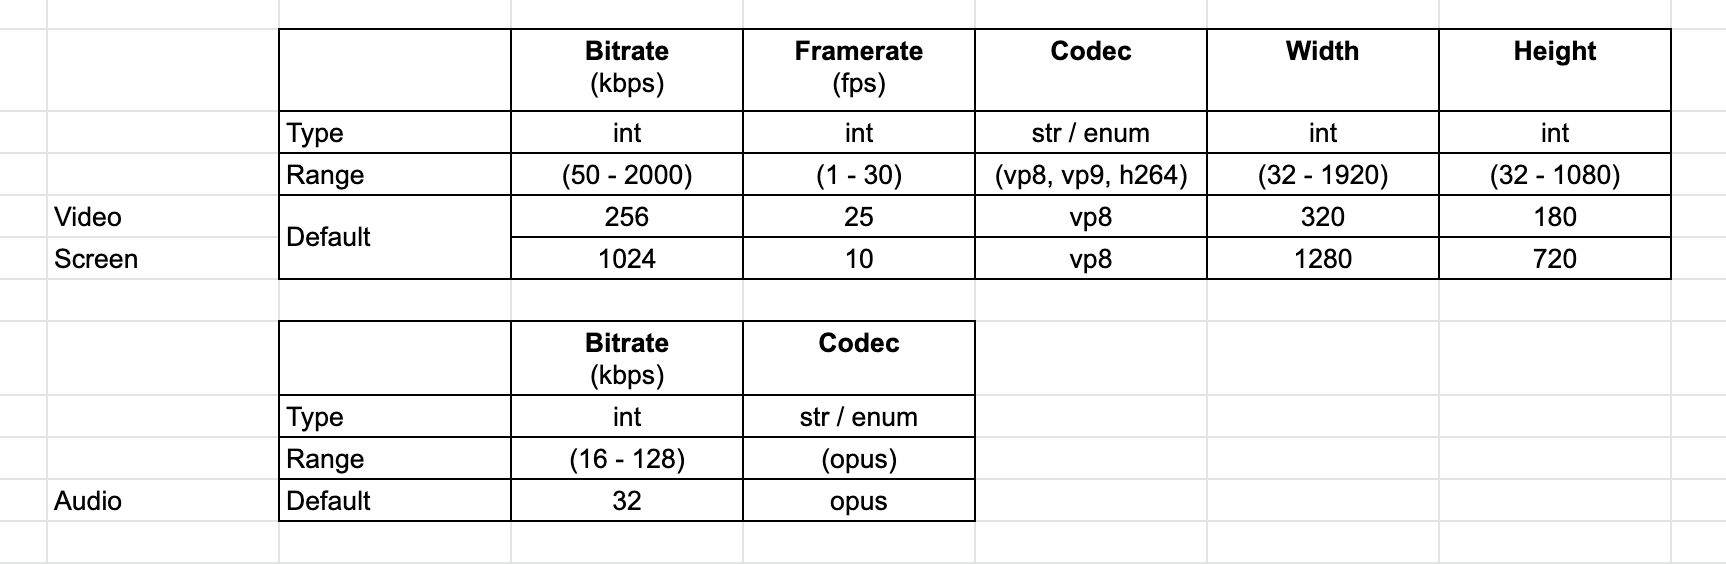 Bitrate Framerate Codec Width Height
(kbps) (fps)
Type int int str / enum int int
Range (50 - 2000) (1 - 30) (vp8, vp9, h264) (32 - 1920) (32 - 1080)
Video Default 256 25 vp8 320 180
Screen 1024 10 vp8 1280 720
Bitrate Codec
(kbps)
Type int str / enum
Range (16 - 128) (opus)
Audio Default 32 opus